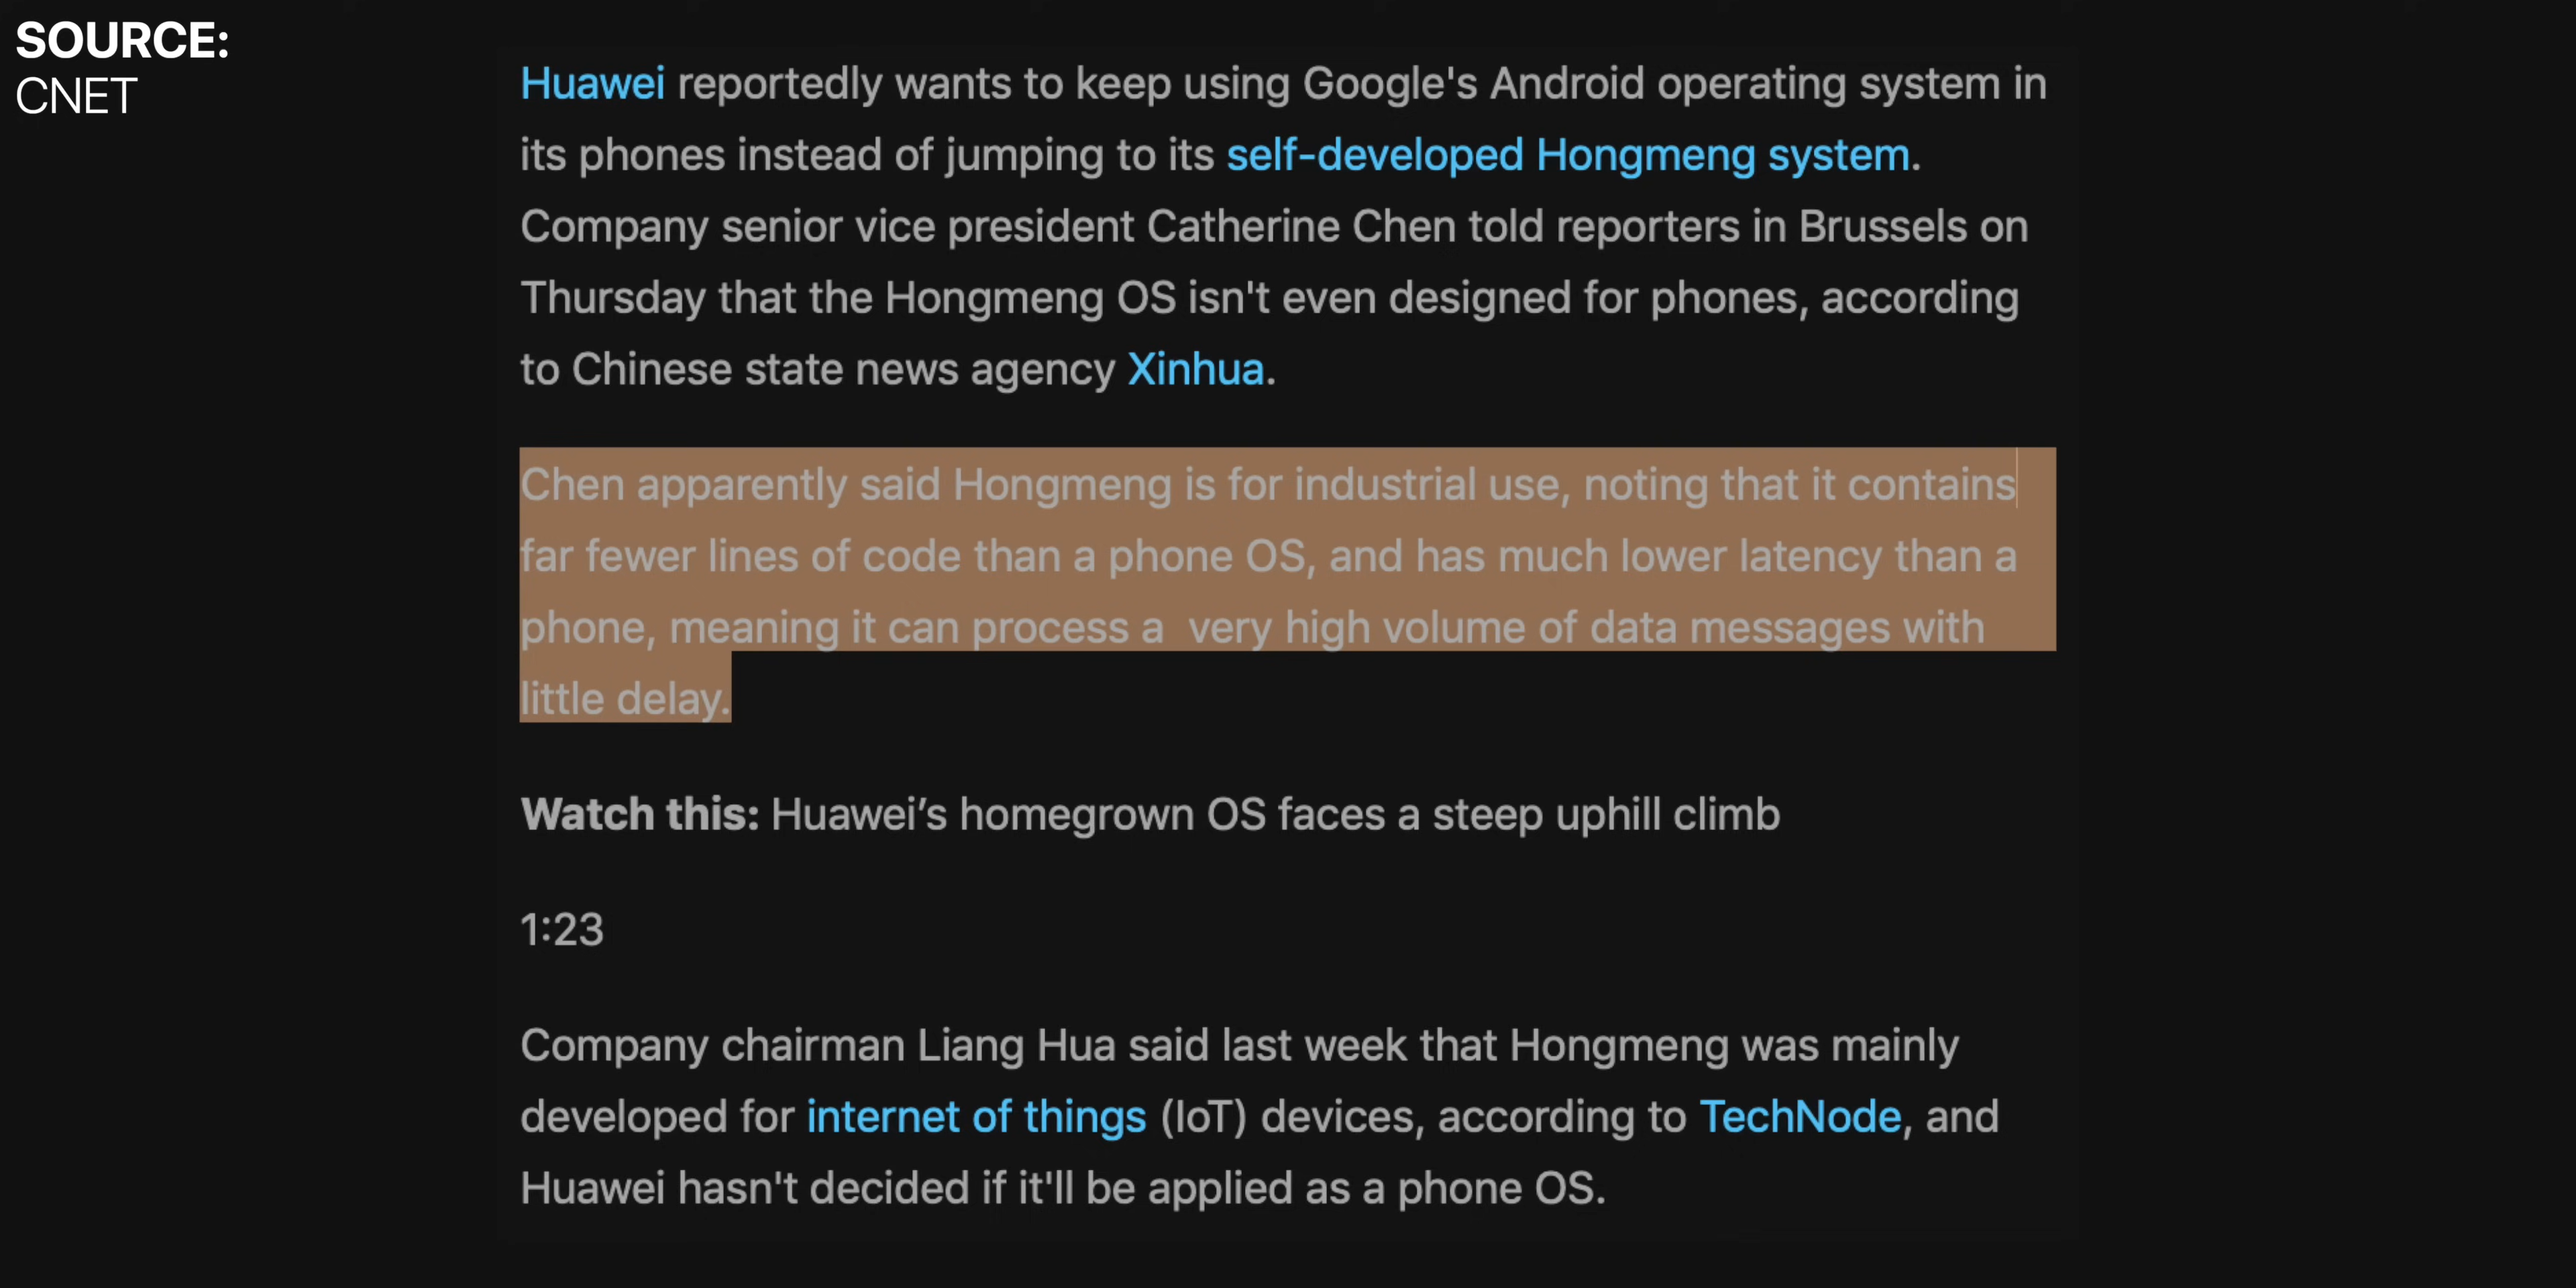 SOURCE:
CNET
Huawei reportedly wants to keep using Google's Android operating system in
its phones instead of jumping to its self-developed Hongmeng system.
Company senior vice president Catherine Chen told reporters in Brussels on
Thursday that the Hongmeng OS isn't even designed for phones, according
to Chinese state news agency Xinhua.
Chen apparently said Hongmeng is for industrial use, noting that it contains
far fewer lines of code than a phone OS, and has much lower latency than a
phone, meaning it can process a  very high volume of data messages with
little delay.
Watch this: Huawei’s homegrown OS faces a steep uphill climb
1:23
Company chairman Liang Hua said last week that Hongmeng was mainly
developed for internet of things (IoT) devices, according to TechNode, and
Huawei hasn't decided if it'll be applied as a phone OS.